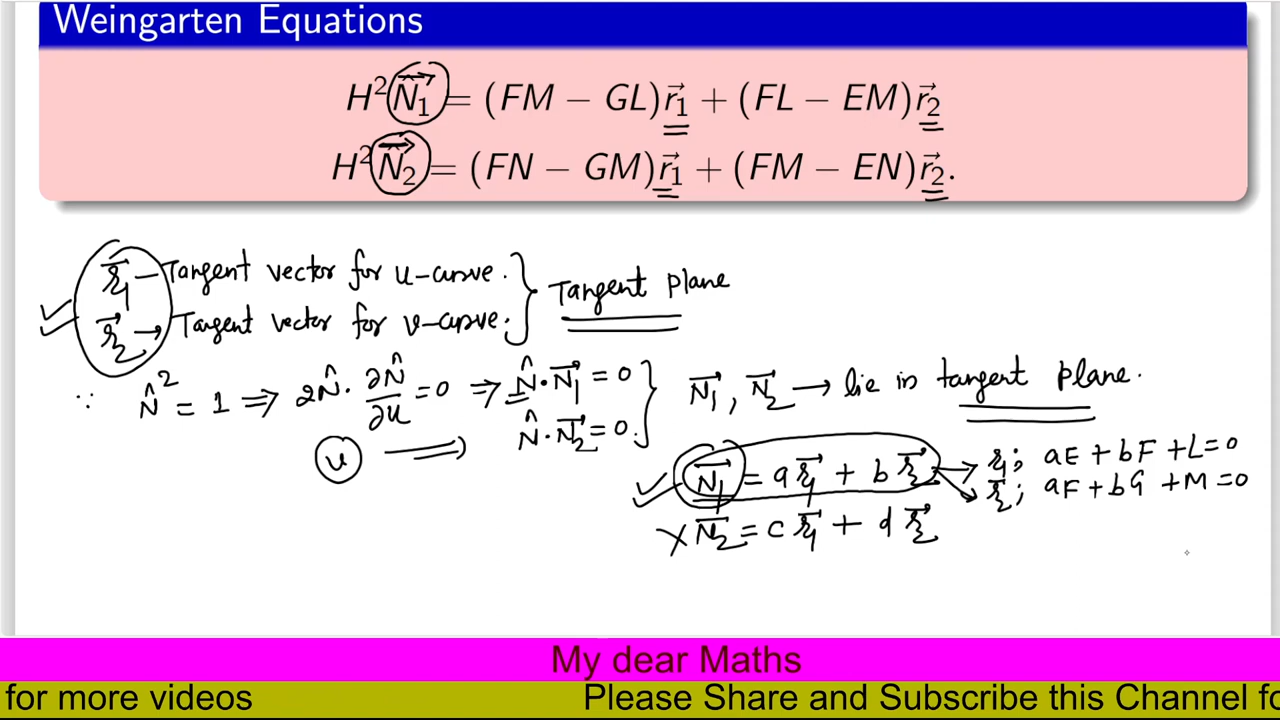 Weingarten Equations
H²N⃗₁ = (FM − GL)r⃗₁ + (FL − EM)r⃗₂
H²N⃗₂ = (FN − GM)r⃗₁ + (FM − EN)r⃗₂.
r⃗₁ – Tangent vector for u-curve. } Tangent plane
r⃗₂ → Tangent vector for v-curve.
∵ N̂² = 1 ⇒ 2N̂·∂N̂/∂u = 0 ⇒ N̂·N⃗₁ = 0 } N⃗₁, N⃗₂ → lie in tangent plane.
N̂·N⃗₂ = 0.
u ⟹
N⃗₁ = a r⃗₁ + b r⃗₂ → r⃗₁; aE + bF + L = 0
r⃗₂; aF + bG + M = 0
N⃗₂ = c r⃗₁ + d r⃗₂
My dear Maths
for more videos Please Share and Subscribe this Channel fo